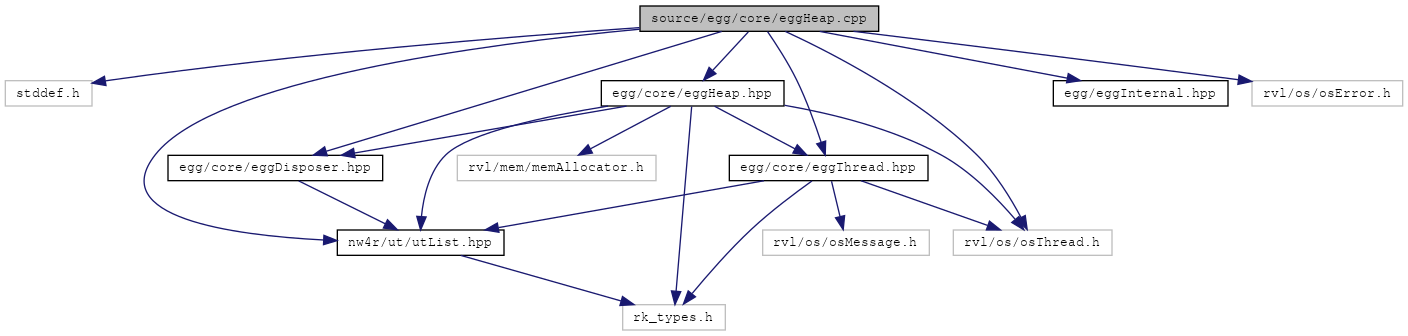 source/egg/core/eggHeap.cpp
stddef.h
egg/core/eggHeap.hpp
egg/eggInternal.hpp
rvl/os/osError.h
egg/core/eggDisposer.hpp
rvl/mem/memAllocator.h
egg/core/eggThread.hpp
nw4r/ut/utList.hpp
rvl/os/osMessage.h
rvl/os/osThread.h
rk_types.h